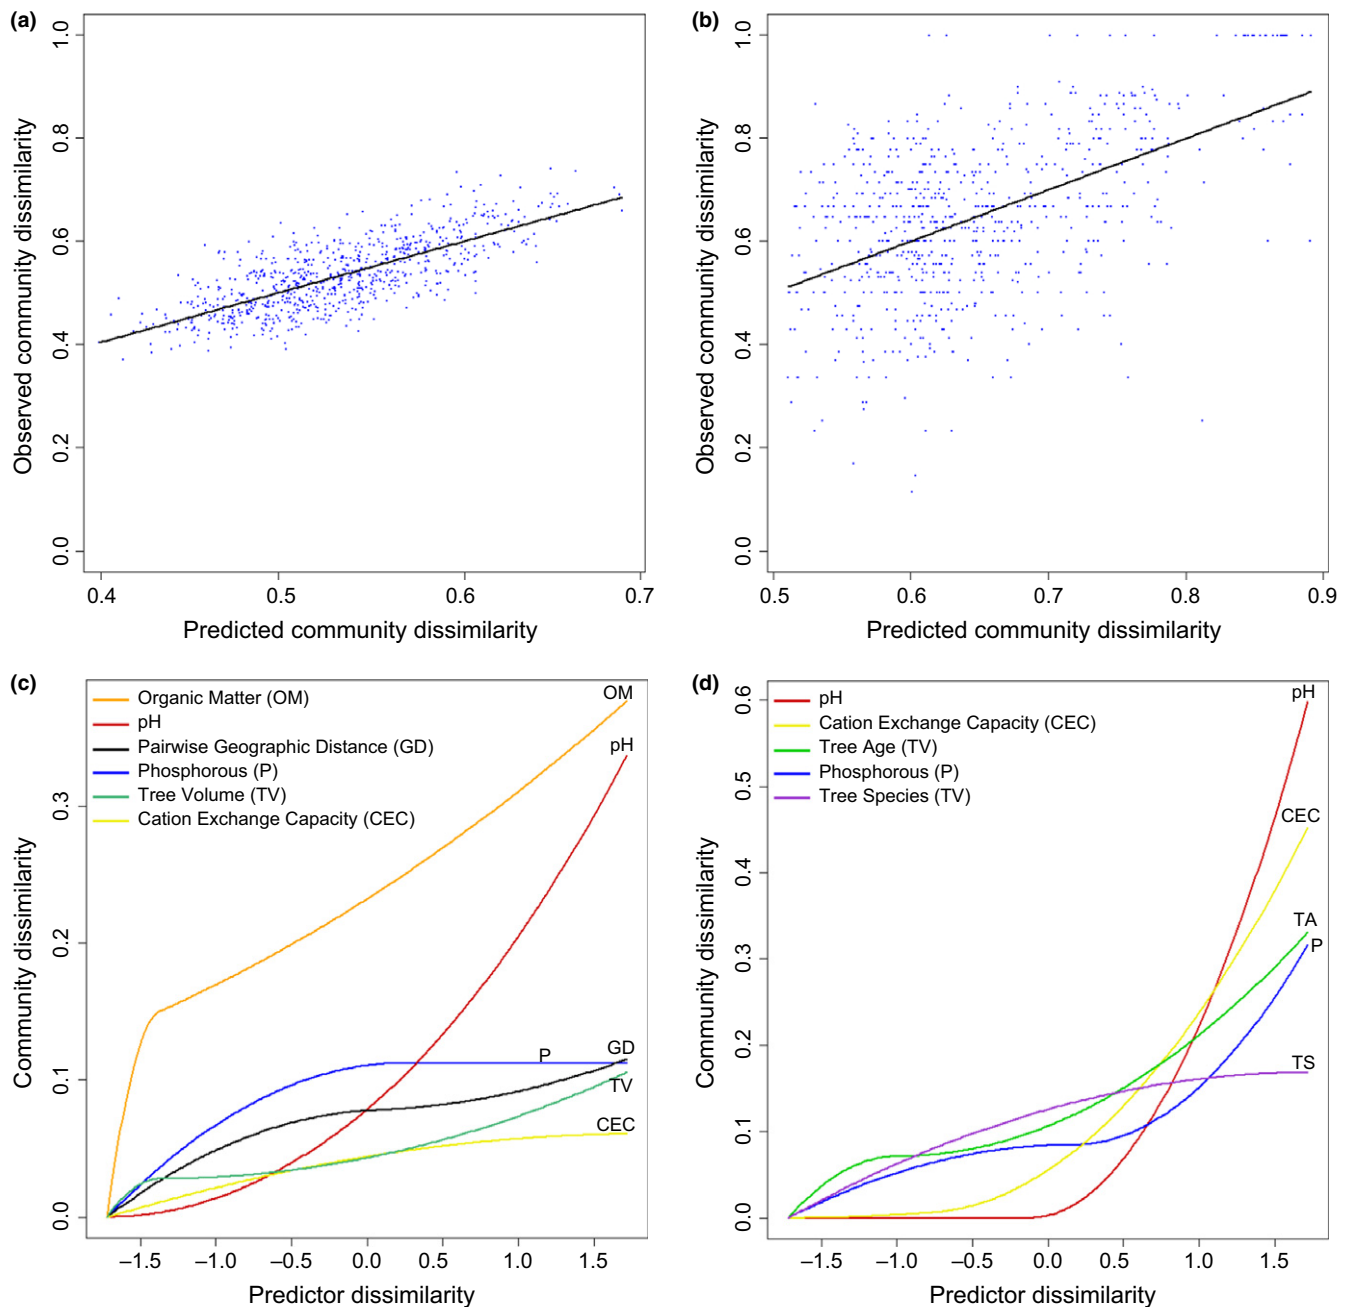 (a)
1.0
0.8
0.6
0.4
0.2
0.0
Observed community dissimilarity
0.4 0.5 0.6 0.7
Predicted community dissimilarity
(b)
1.0
0.8
0.6
0.4
0.2
0.0
Observed community dissimilarity
0.5 0.6 0.7 0.8 0.9
Predicted community dissimilarity
(c)
Organic Matter (OM)
pH
Pairwise Geographic Distance (GD)
Phosphorous (P)
Tree Volume (TV)
Cation Exchange Capacity (CEC)
OM
pH
P
GD
TV
CEC
0.3
0.2
0.1
0.0
Community dissimilarity
–1.5 –1.0 –0.5 0.0 0.5 1.0 1.5
Predictor dissimilarity
(d)
pH
Cation Exchange Capacity (CEC)
Tree Age (TV)
Phosphorous (P)
Tree Species (TV)
pH
CEC
TA
P
TS
0.6
0.5
0.4
0.3
0.2
0.1
0.0
Community dissimilarity
–1.5 –1.0 –0.5 0.0 0.5 1.0 1.5
Predictor dissimilarity